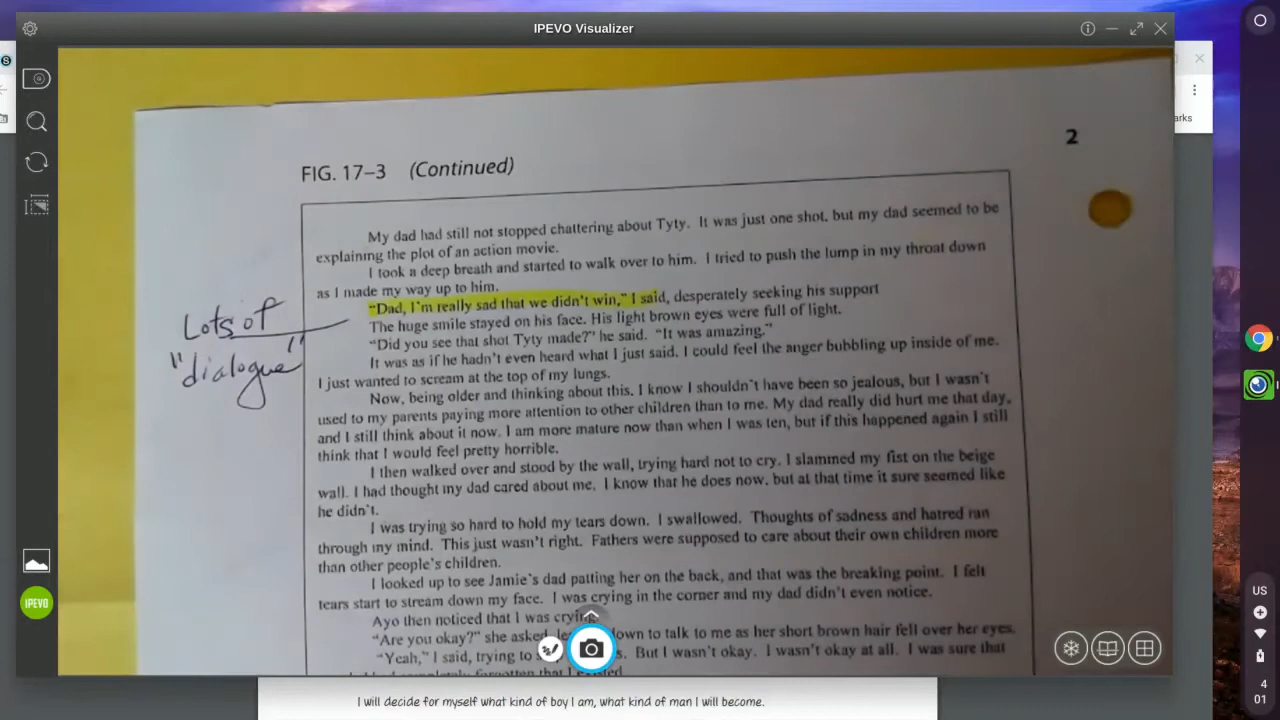 IPEVO Visualizer
S
arks
2
FIG. 17–3 (Continued)
My dad had still not stopped chattering about Tyty. It was just one shot, but my dad seemed to be
explaining the plot of an action movie.
I took a deep breath and started to walk over to him. I tried to push the lump in my throat down
as I made my way up to him.
"Dad, I'm really sad that we didn't win," I said, desperately seeking his support
The huge smile stayed on his face. His light brown eyes were full of light.
"Did you see that shot Tyty made?" he said. "It was amazing."
It was as if he hadn't even heard what I just said. I could feel the anger bubbling up inside of me.
I just wanted to scream at the top of my lungs.
Now, being older and thinking about this, I know I shouldn't have been so jealous, but I wasn't
used to my parents paying more attention to other children than to me. My dad really did hurt me that day,
and I still think about it now. I am more mature now than when I was ten, but if this happened again I still
think that I would feel pretty horrible.
I then walked over and stood by the wall, trying hard not to cry. I slammed my fist on the beige
wall. I had thought my dad cared about me. I know that he does now, but at that time it sure seemed like
he didn't.
I was trying so hard to hold my tears down. I swallowed. Thoughts of sadness and hatred ran
through my mind. This just wasn't right. Fathers were supposed to care about their own children more
than other people's children.
I looked up to see Jamie's dad patting her on the back, and that was the breaking point. I felt
tears start to stream down my face. I was crying in the corner and my dad didn't even notice.
Ayo then noticed that I was crying.
"Are you okay?" she asked, down to talk to me as her short brown hair fell over her eyes.
"Yeah," I said, trying to But I wasn't okay. I wasn't okay at all. I was sure that
completely forgotten that I existed.
Lots of
"dialogue"
IPEVO
US
4
01
I will decide for myself what kind of boy I am, what kind of man I will become.